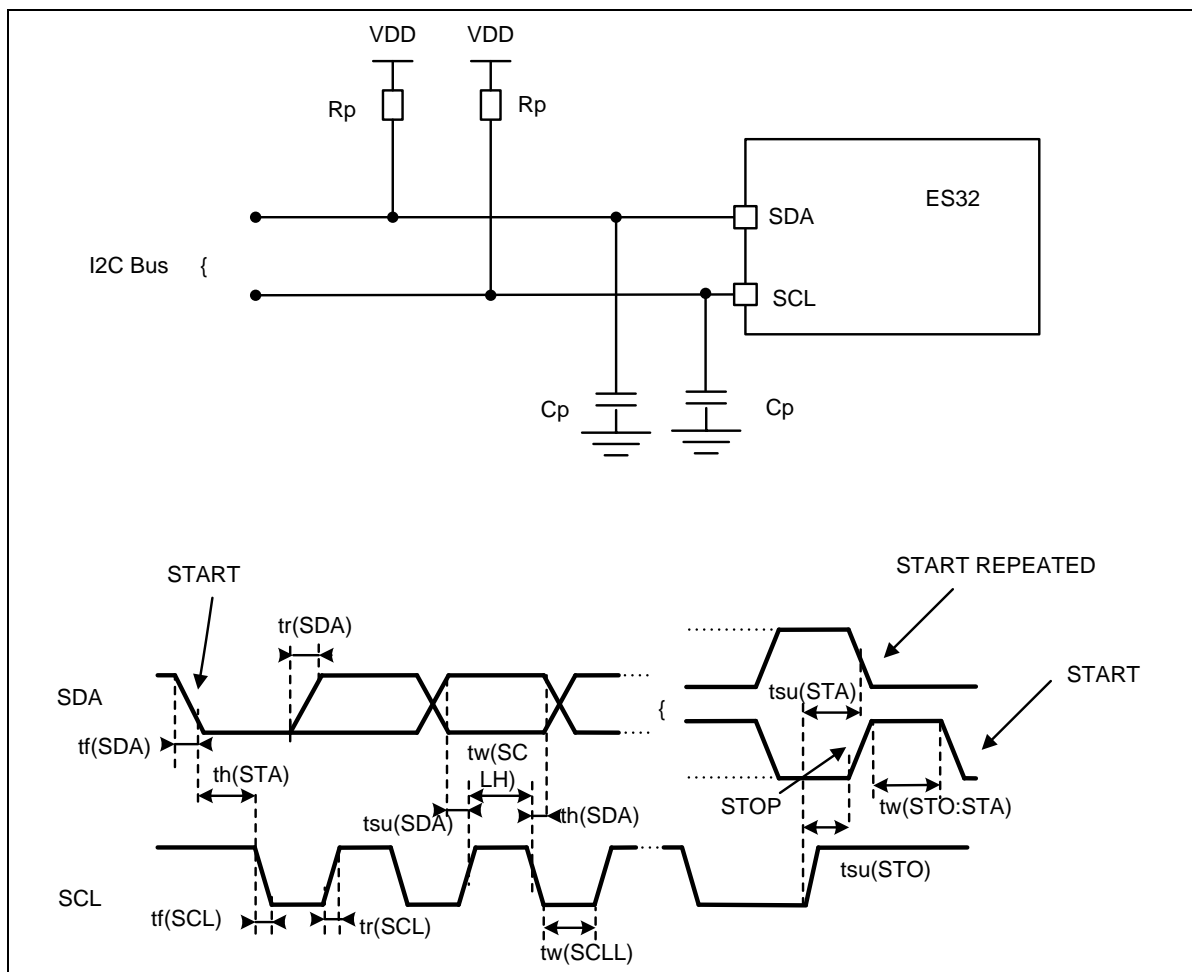 VDD
VDD
Rp
Rp
ES32
SDA
I2C Bus
{
SCL
Cp
Cp
START
START REPEATED
tr(SDA)
START
SDA
tsu(STA)
{
tf(SDA)
tw(SC
LH)
th(STA)
STOP
tw(STO:STA)
tsu(SDA)
th(SDA)
tsu(STO)
SCL
tf(SCL)
tr(SCL)
tw(SCLL)